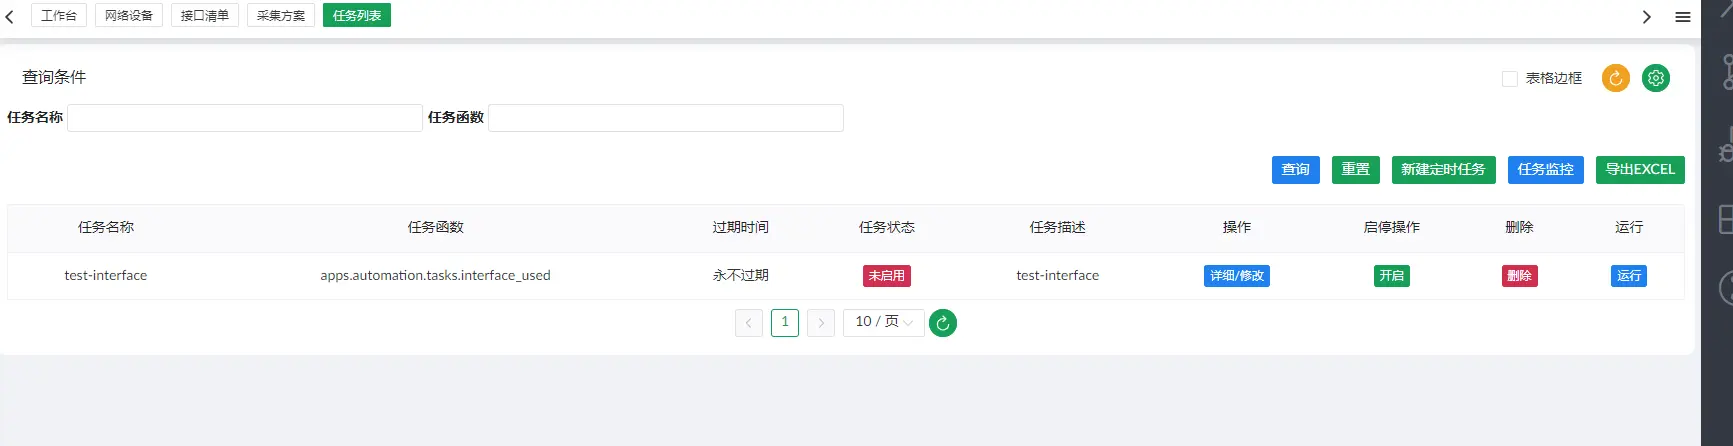 工作台 网络设备 接口清单 采集方案 任务列表
查询条件 表格边框
任务名称 任务函数
查询 重置 新建定时任务 任务监控 导出EXCEL
任务名称 任务函数 过期时间 任务状态 任务描述 操作 启停操作 删除 运行
test-interface apps.automation.tasks.interface_used 永不过期 未启用 test-interface 详细/修改 开启 删除 运行
1 10 / 页